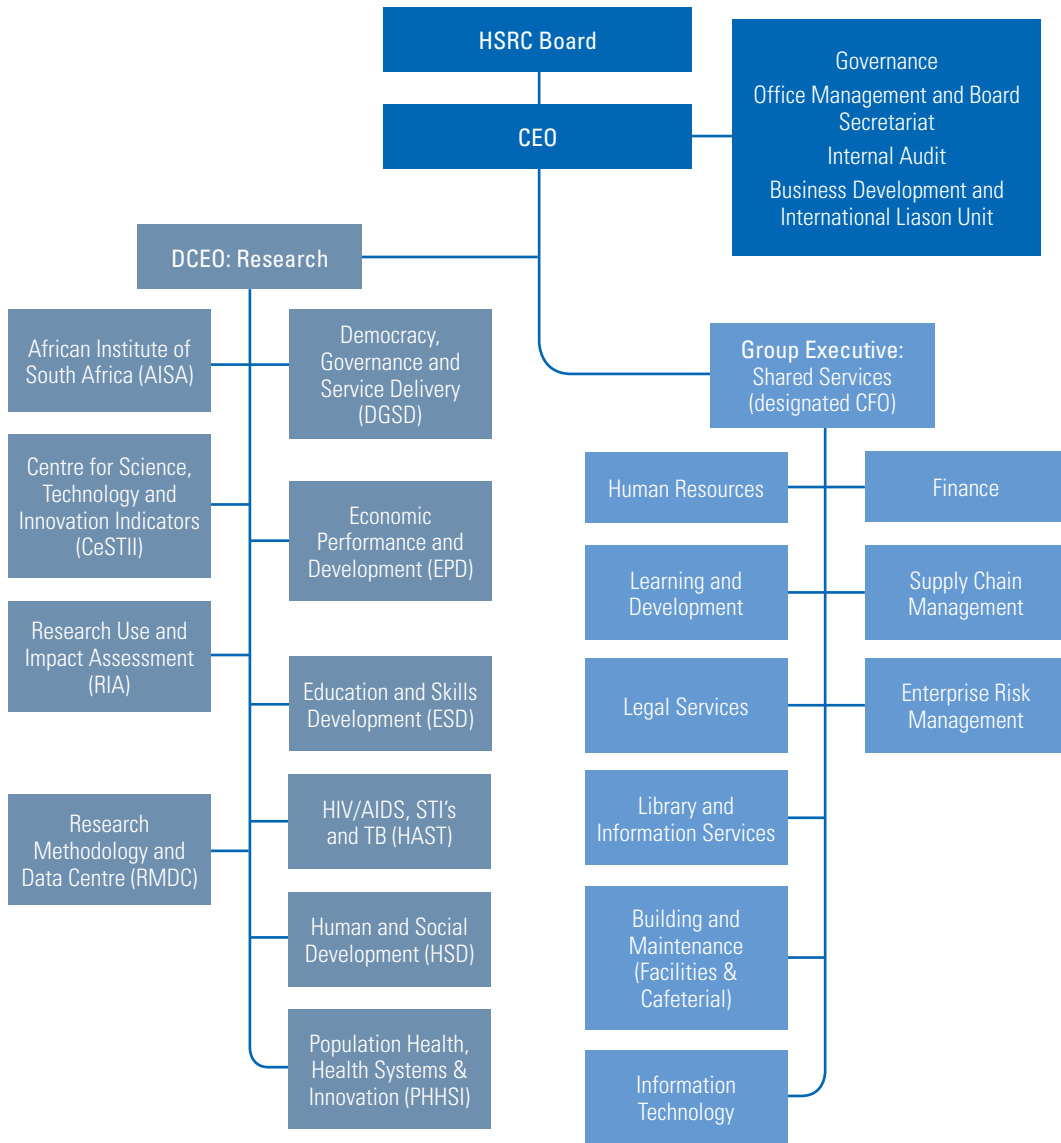 HSRC Board
CEO
Governance
Office Management and Board
Secretariat
Internal Audit
Business Development and
International Liason Unit
DCEO: Research
African Institute of
South Africa (AISA)
Democracy,
Governance and
Service Delivery
(DGSD)
Centre for Science,
Technology and
Innovation Indicators
(CeSTII)
Economic
Performance and
Development (EPD)
Research Use and
Impact Assessment
(RIA)
Education and Skills
Development (ESD)
Research
Methodology and
Data Centre (RMDC)
HIV/AIDS, STI's
and TB (HAST)
Human and Social
Development (HSD)
Population Health,
Health Systems &
Innovation (PHHSI)
Group Executive:
Shared Services
(designated CFO)
Human Resources
Finance
Learning and
Development
Supply Chain
Management
Legal Services
Enterprise Risk
Management
Library and
Information Services
Building and
Maintenance
(Facilities &
Cafeterial)
Information
Technology